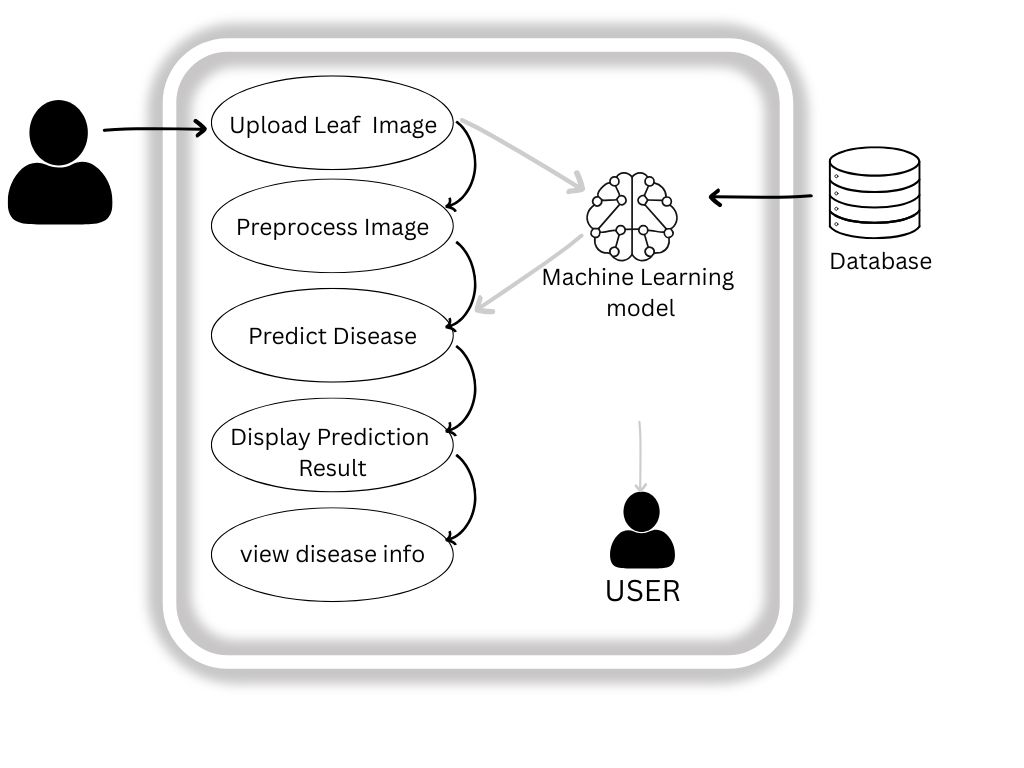 Upload Leaf Image
Preprocess Image
Predict Disease
Display Prediction
Result
view disease info
Machine Learning
model
Database
USER